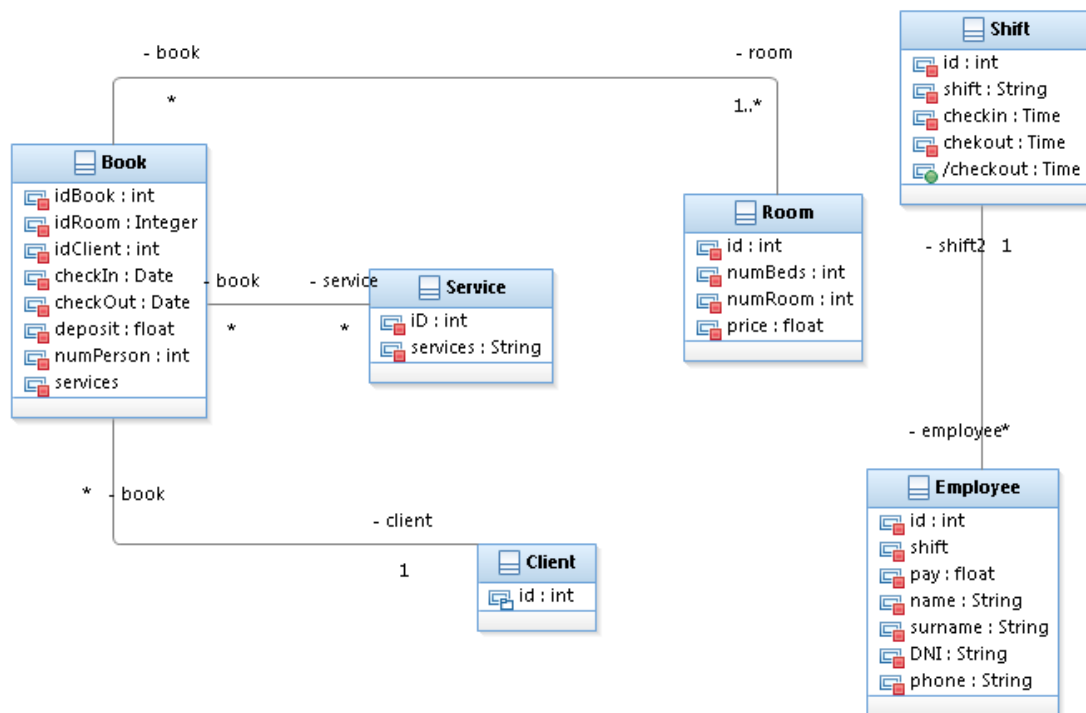 Shift
id : int
shift : String
checkin : Time
chekout : Time
/checkout : Time
- book
- room
*
1..*
Book
idBook : int
idRoom : Integer
idClient : int
checkIn : Date
checkOut : Date
deposit : float
numPerson : int
services
Room
id : int
numBeds : int
numRoom : int
price : float
- shift2 1
- book
- service
*
*
Service
iD : int
services : String
- employee*
Employee
id : int
shift
pay : float
name : String
surname : String
DNI : String
phone : String
* - book
- client
1
Client
id : int